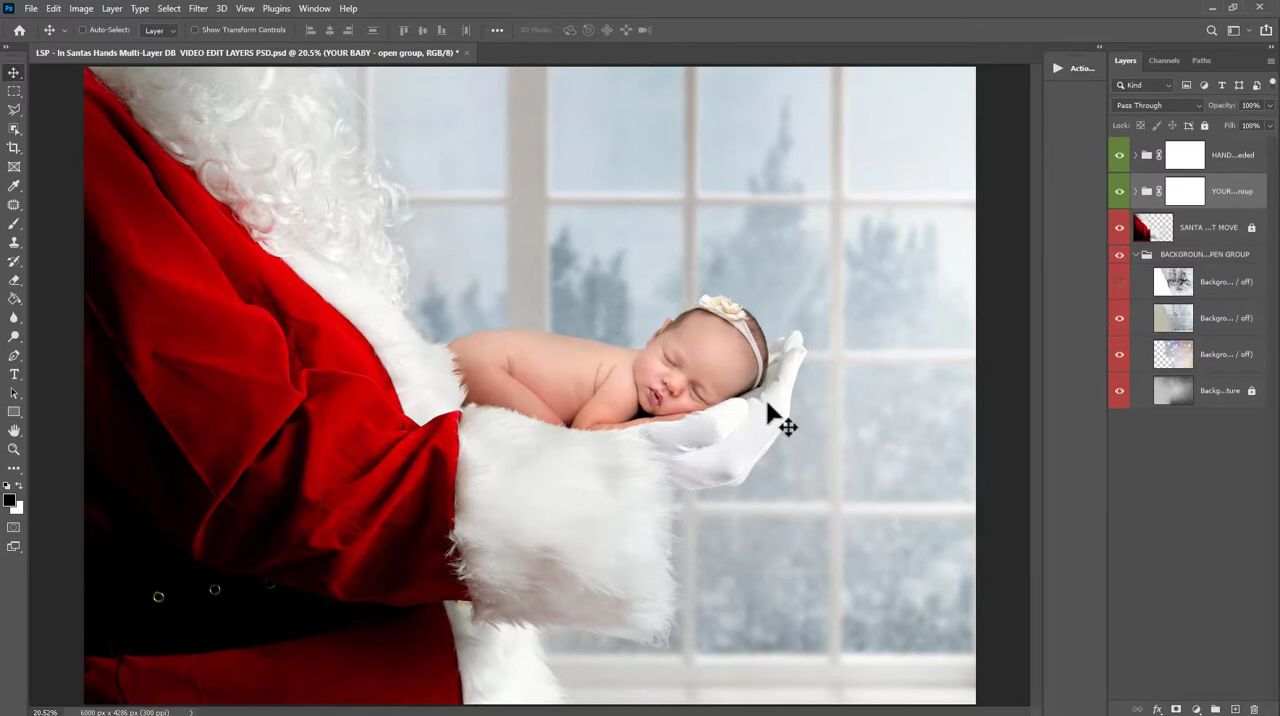 Ps File Edit Image Layer Type Select Filter 3D View Plugins Window Help
Auto-Select: Layer Show Transform Controls 3D Mode:
LSP - In Santas Hands Multi-Layer DB VIDEO EDIT LAYERS PSD.psd @ 20.5% (YOUR BABY - open group, RGB/8) * ×
Actio...
Layers Channels Paths
Kind
Pass Through Opacity: 100%
Lock: Fill: 100%
HAND...eded
YOUR...roup
SANTA ...T MOVE
BACKGROUN...PEN GROUP
Backgro... / off)
Backgro... / off)
Backgro... / off)
Backg...ture
20.52% 6000 px x 4286 px (300 ppi)